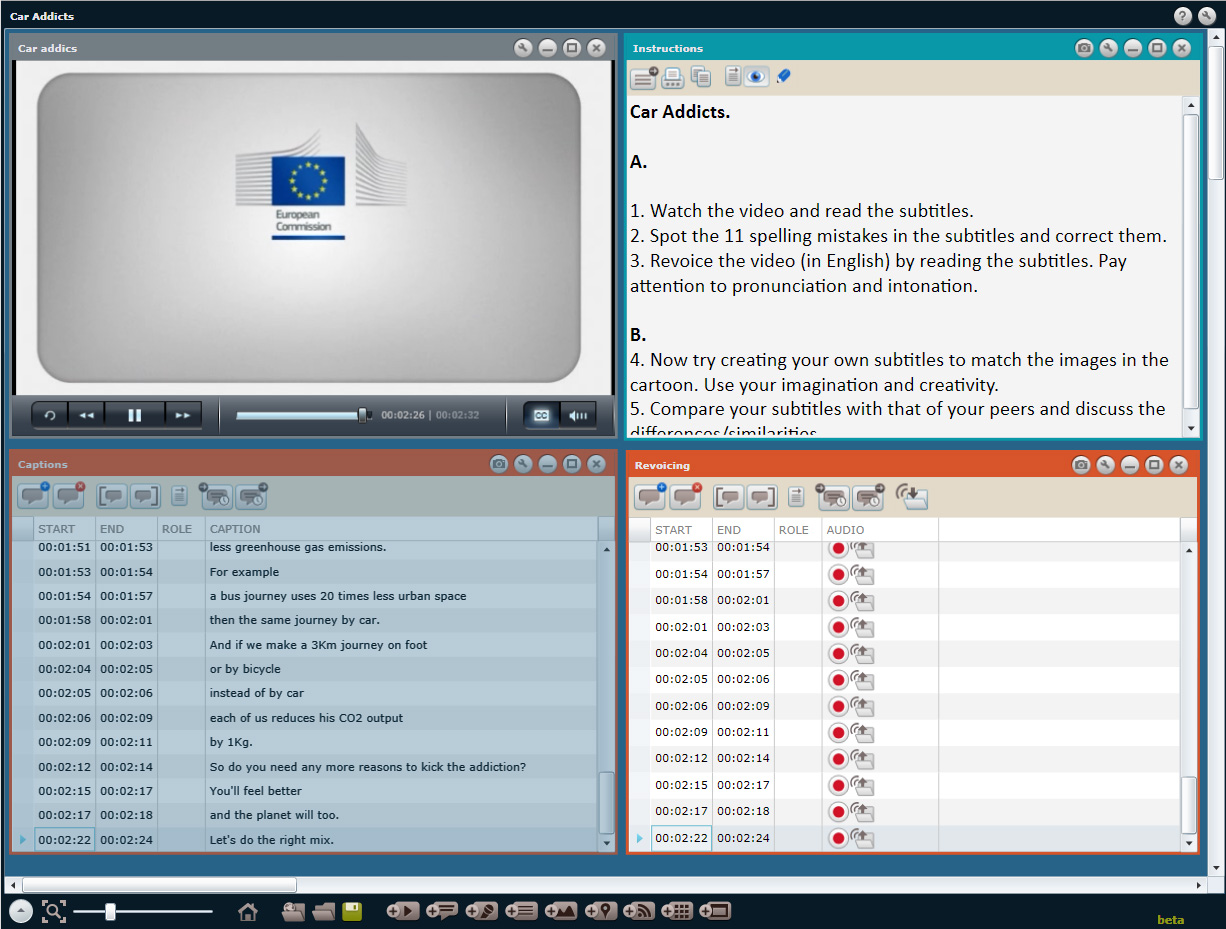 Car Addicts
Car addics
European
Commission
00:02:26 | 00:02:32
CC
Instructions
Car Addicts.
A.
1. Watch the video and read the subtitles.
2. Spot the 11 spelling mistakes in the subtitles and correct them.
3. Revoice the video (in English) by reading the subtitles. Pay
attention to pronunciation and intonation.
B.
4. Now try creating your own subtitles to match the images in the
cartoon. Use your imagination and creativity.
5. Compare your subtitles with that of your peers and discuss the
differences/similarities
Captions
START END ROLE CAPTION
00:01:51 00:01:53 less greenhouse gas emissions.
00:01:53 00:01:54 For example
00:01:54 00:01:57 a bus journey uses 20 times less urban space
00:01:58 00:02:01 then the same journey by car.
00:02:01 00:02:03 And if we make a 3Km journey on foot
00:02:04 00:02:05 or by bicycle
00:02:05 00:02:06 instead of by car
00:02:06 00:02:09 each of us reduces his CO2 output
00:02:09 00:02:11 by 1Kg.
00:02:12 00:02:14 So do you need any more reasons to kick the addiction?
00:02:15 00:02:17 You'll feel better
00:02:17 00:02:18 and the planet will too.
00:02:22 00:02:24 Let's do the right mix.
Revoicing
START END ROLE AUDIO
00:01:53 00:01:54
00:01:54 00:01:57
00:01:58 00:02:01
00:02:01 00:02:03
00:02:04 00:02:05
00:02:05 00:02:06
00:02:06 00:02:09
00:02:09 00:02:11
00:02:12 00:02:14
00:02:15 00:02:17
00:02:17 00:02:18
00:02:22 00:02:24
beta